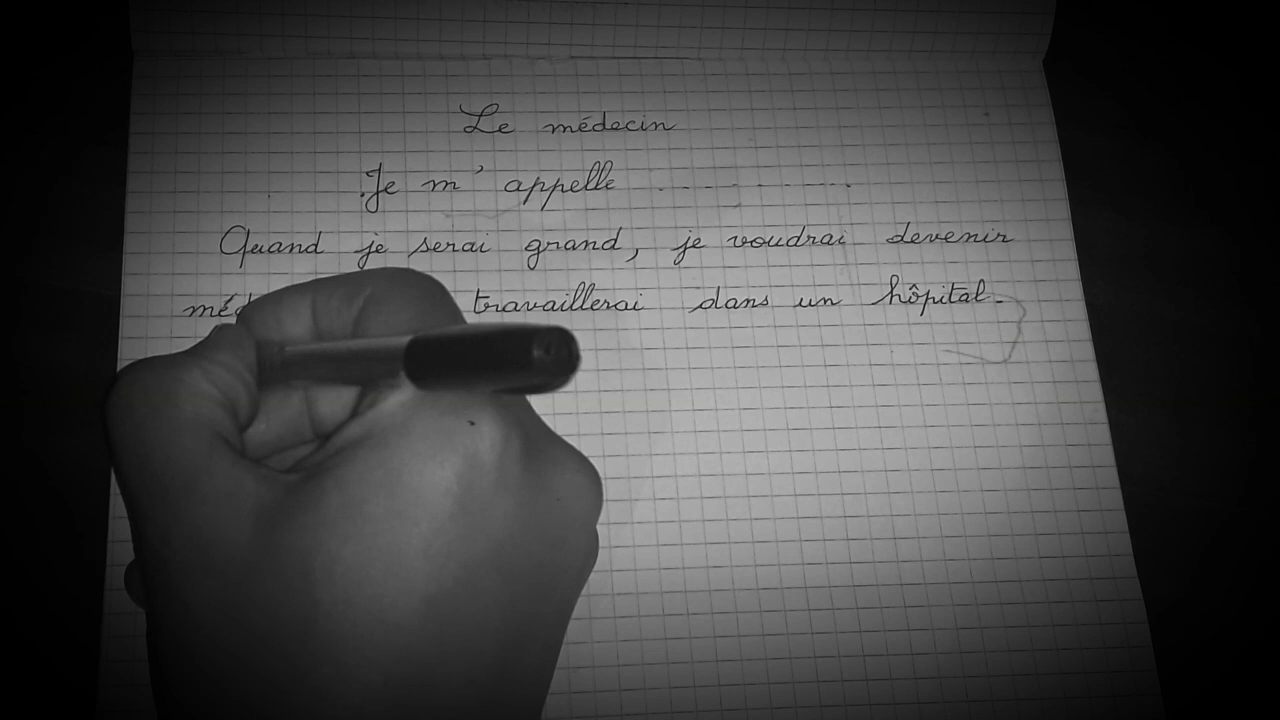 Le médecin
Je m'appelle ...........
Quand je serai grand, je voudrai devenir
travaillerai dans un hôpital.